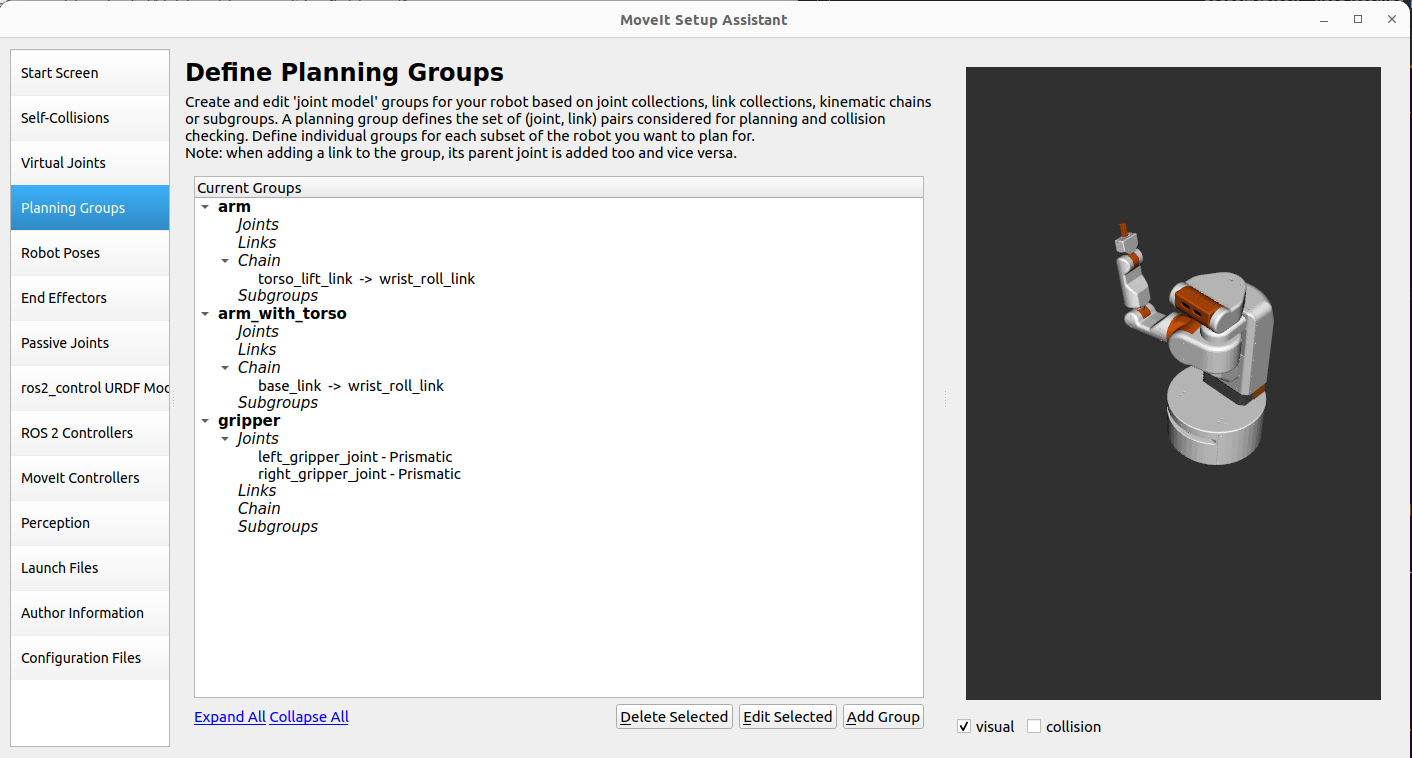 MoveIt Setup Assistant
Start Screen
Self-Collisions
Virtual Joints
Planning Groups
Robot Poses
End Effectors
Passive Joints
ros2_control URDF Mod
ROS 2 Controllers
MoveIt Controllers
Perception
Launch Files
Author Information
Configuration Files
Define Planning Groups
Create and edit 'joint model' groups for your robot based on joint collections, link collections, kinematic chains
or subgroups. A planning group defines the set of (joint, link) pairs considered for planning and collision
checking. Define individual groups for each subset of the robot you want to plan for.
Note: when adding a link to the group, its parent joint is added too and vice versa.
Current Groups
arm
Joints
Links
Chain
torso_lift_link -> wrist_roll_link
Subgroups
arm_with_torso
Joints
Links
Chain
base_link -> wrist_roll_link
Subgroups
gripper
Joints
left_gripper_joint - Prismatic
right_gripper_joint - Prismatic
Links
Chain
Subgroups
Expand All Collapse All
Delete Selected
Edit Selected
Add Group
visual
collision